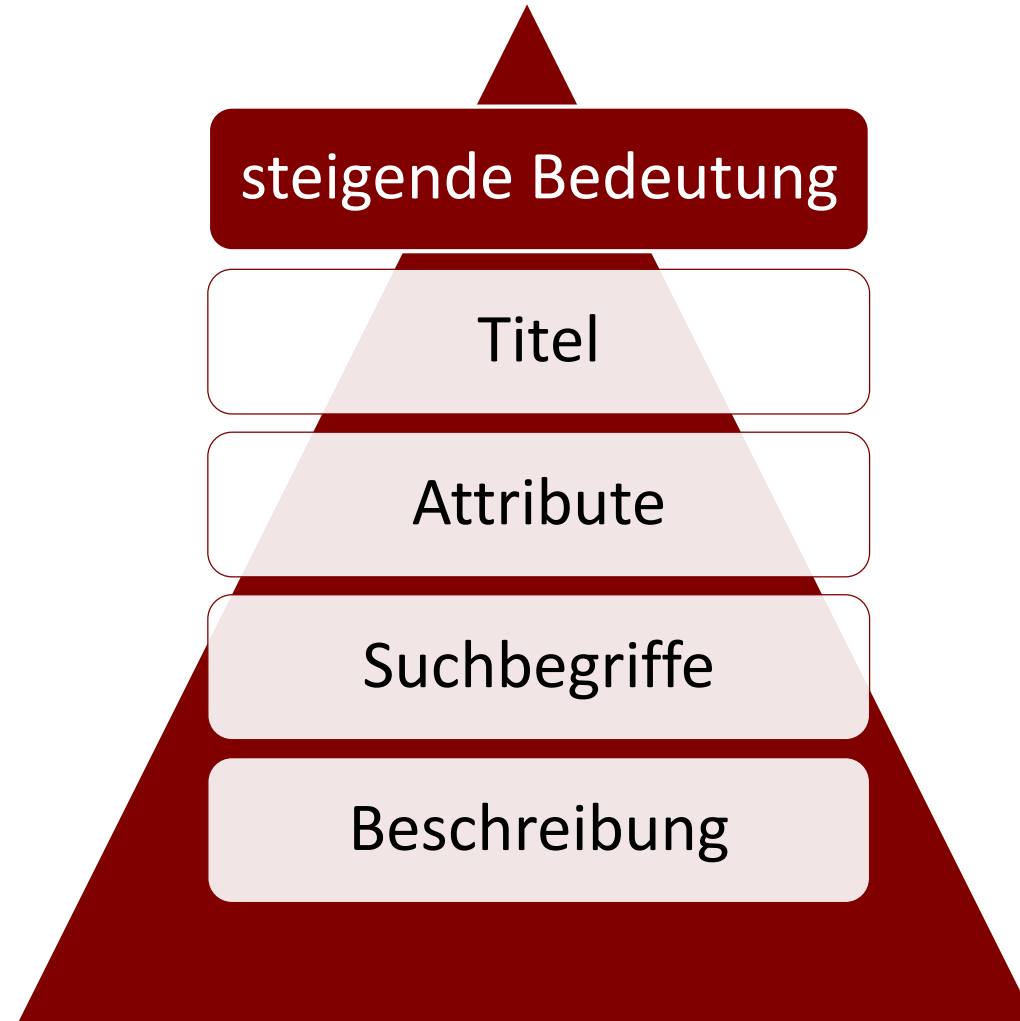 steigende Bedeutung
Titel
Attribute
Suchbegriffe
Beschreibung